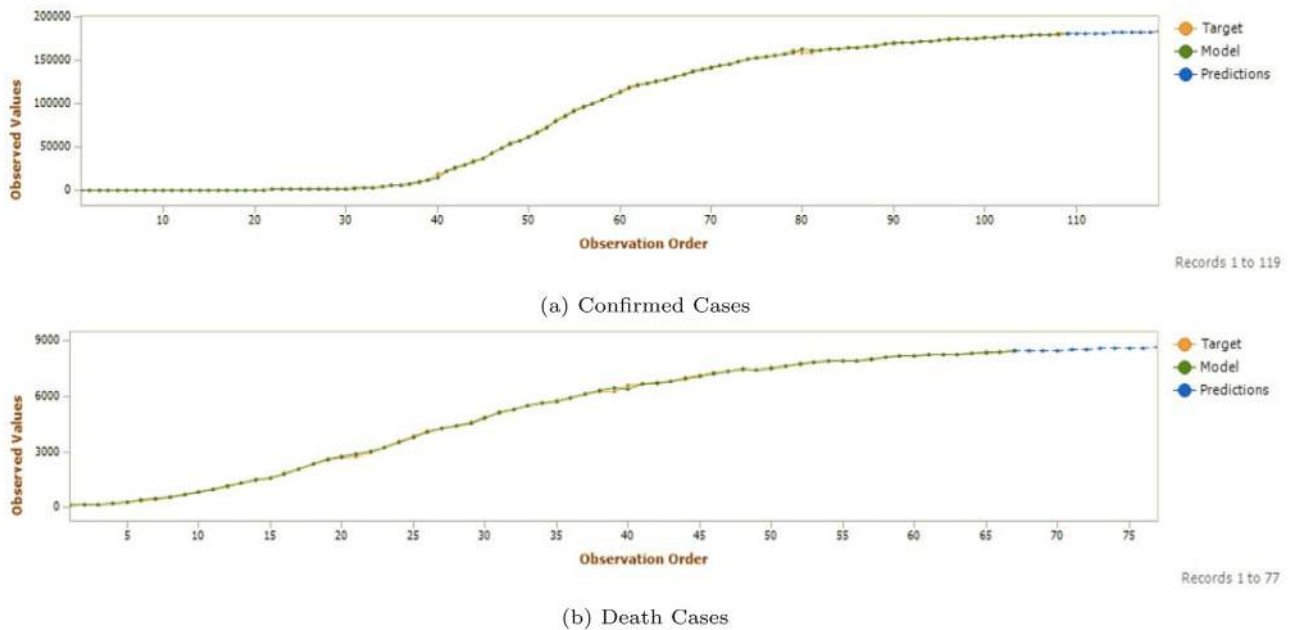 200000
150000
100000
50000
0
Observed Values
10 20 30 40 50 60 70 80 90 100 110
Observation Order
Target
Model
Predictions
Records 1 to 119
(a) Confirmed Cases
9000
6000
3000
0
Observed Values
5 10 15 20 25 30 35 40 45 50 55 60 65 70 75
Observation Order
Target
Model
Predictions
Records 1 to 77
(b) Death Cases